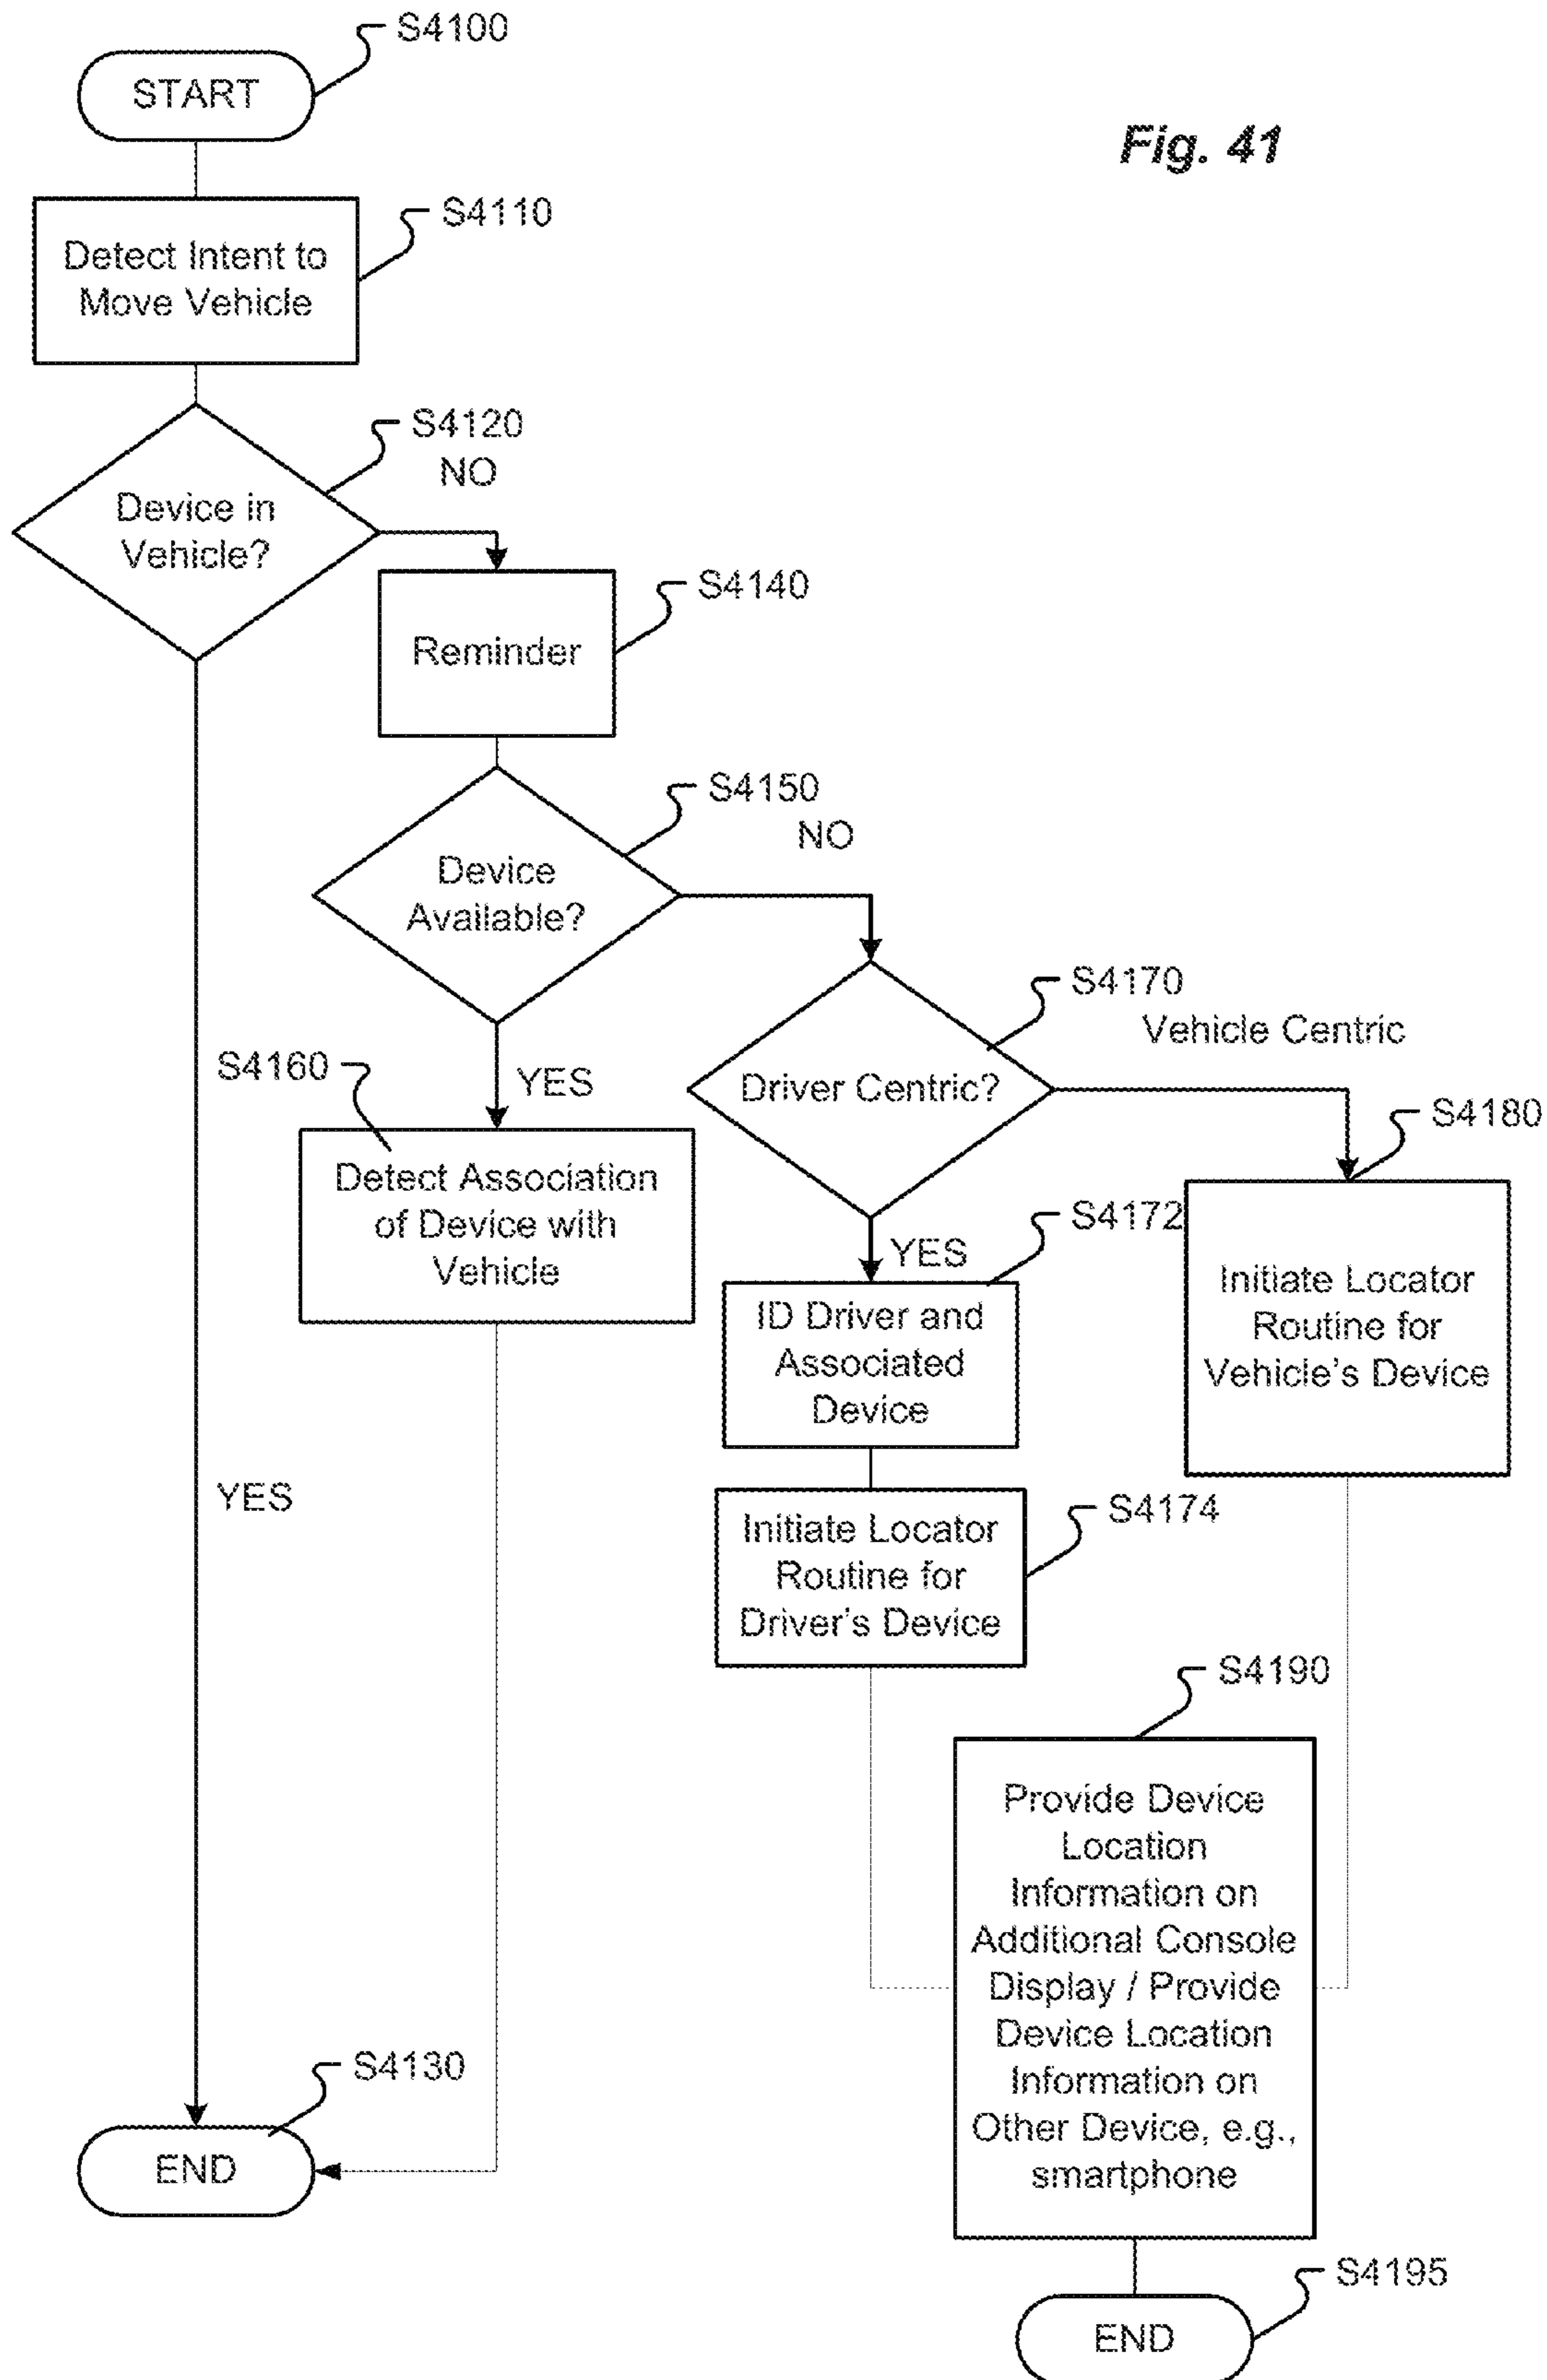 S4100
START
Fig. 41
S4110
Detect Intent to
Move Vehicle
S4120
NO
Device in
Vehicle?
S4140
Reminder
S4150
NO
Device
Available?
S4170
Vehicle Centric
S4160
YES
Driver Centric?
S4180
Detect Association
of Device with
Vehicle
S4172
YES
Initiate Locator
Routine for
Vehicle's Device
ID Driver and
Associated
Device
YES
S4174
Initiate Locator
Routine for
Driver's Device
S4190
Provide Device
Location
Information on
Additional Console
Display / Provide
Device Location
Information on
Other Device, e.g.,
smartphone
S4130
END
S4195
END